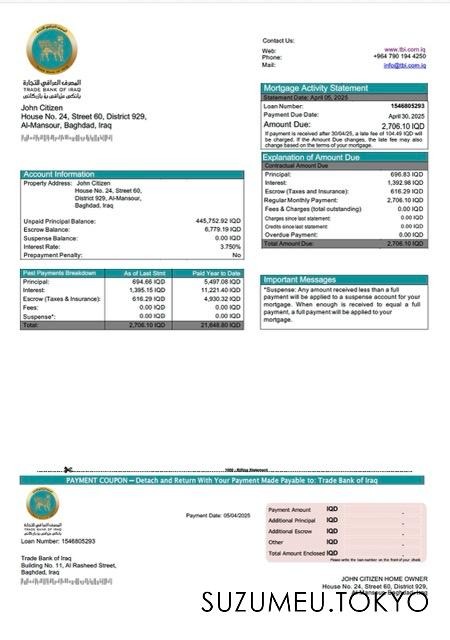 Contact Us:
Web: www.tbi.com.iq
Phone: +964 790 194 4250
Mail: info@tbi.com.iq
المصرف العراقي للتجارة
TRADE BANK OF IRAQ
John Citizen
House No. 24, Street 60, District 929,
Al-Mansour, Baghdad, Iraq
Mortgage Activity Statement
Statement Date: April 05, 2025
Loan Number: 1546805293
Payment Due Date: April 30, 2025
Amount Due: 2,706.10 IQD
If payment is received after 30/04/25, a late fee of 104.49 IQD will
be charged. If the Amount Due changes, the late fee may also
change based on the terms of your mortgage.
Explanation of Amount Due
Contractual Amount Due
Principal: 696.83 IQD
Interest: 1,392.98 IQD
Escrow (Taxes and Insurance): 616.29 IQD
Regular Monthly Payment: 2,706.10 IQD
Fees & Charges (total outstanding) 0.00 IQD
Charges since last statement: 0.00 IQD
Credits since last statement 0.00 IQD
Overdue Payment: 0.00 IQD
Total Amount Due: 2,706.10 IQD
Account Information
Property Address: John Citizen
House No. 24, Street 60,
District 929, Al-Mansour,
Baghdad, Iraq
Unpaid Principal Balance: 445,752.92 IQD
Escrow Balance: 6,779.19 IQD
Suspense Balance: 0.00 IQD
Interest Rate: 3.750%
Prepayment Penalty: No
Past Payments Breakdown As of Last Stmt Paid Year to Date
Principal: 694.66 IQD 5,497.08 IQD
Interest: 1,395.15 IQD 11,221.40 IQD
Escrow (Taxes & Insurance): 616.29 IQD 4,930.32 IQD
Fees: 0.00 IQD 0.00 IQD
Suspense*: 0.00 IQD 0.00 IQD
Total: 2,706.10 IQD 21,648.80 IQD
Important Messages
*Suspense: Any amount received less than a full
payment will be applied to a suspense account for your
mortgage. When enough is received to equal a full
payment, a full payment will be applied to your
mortgage.
Billing Statement
PAYMENT COUPON – Detach and Return With Your Payment Made Payable to: Trade Bank of Iraq
المصرف العراقي للتجارة
TRADE BANK OF IRAQ
Loan Number: 1546805293
Payment Date: 05/04/2025
Payment Amount IQD
Additional Principal IQD
Additional Escrow IQD
Other IQD
Total Amount Enclosed IQD
Please write the loan number on the front of your check.
Trade Bank of Iraq
Building No. 11, Al Rasheed Street,
Baghdad, Iraq
JOHN CITIZEN HOME OWNER
House No. 24, Street 60, District 929,
SUZUMEU.TOKYO